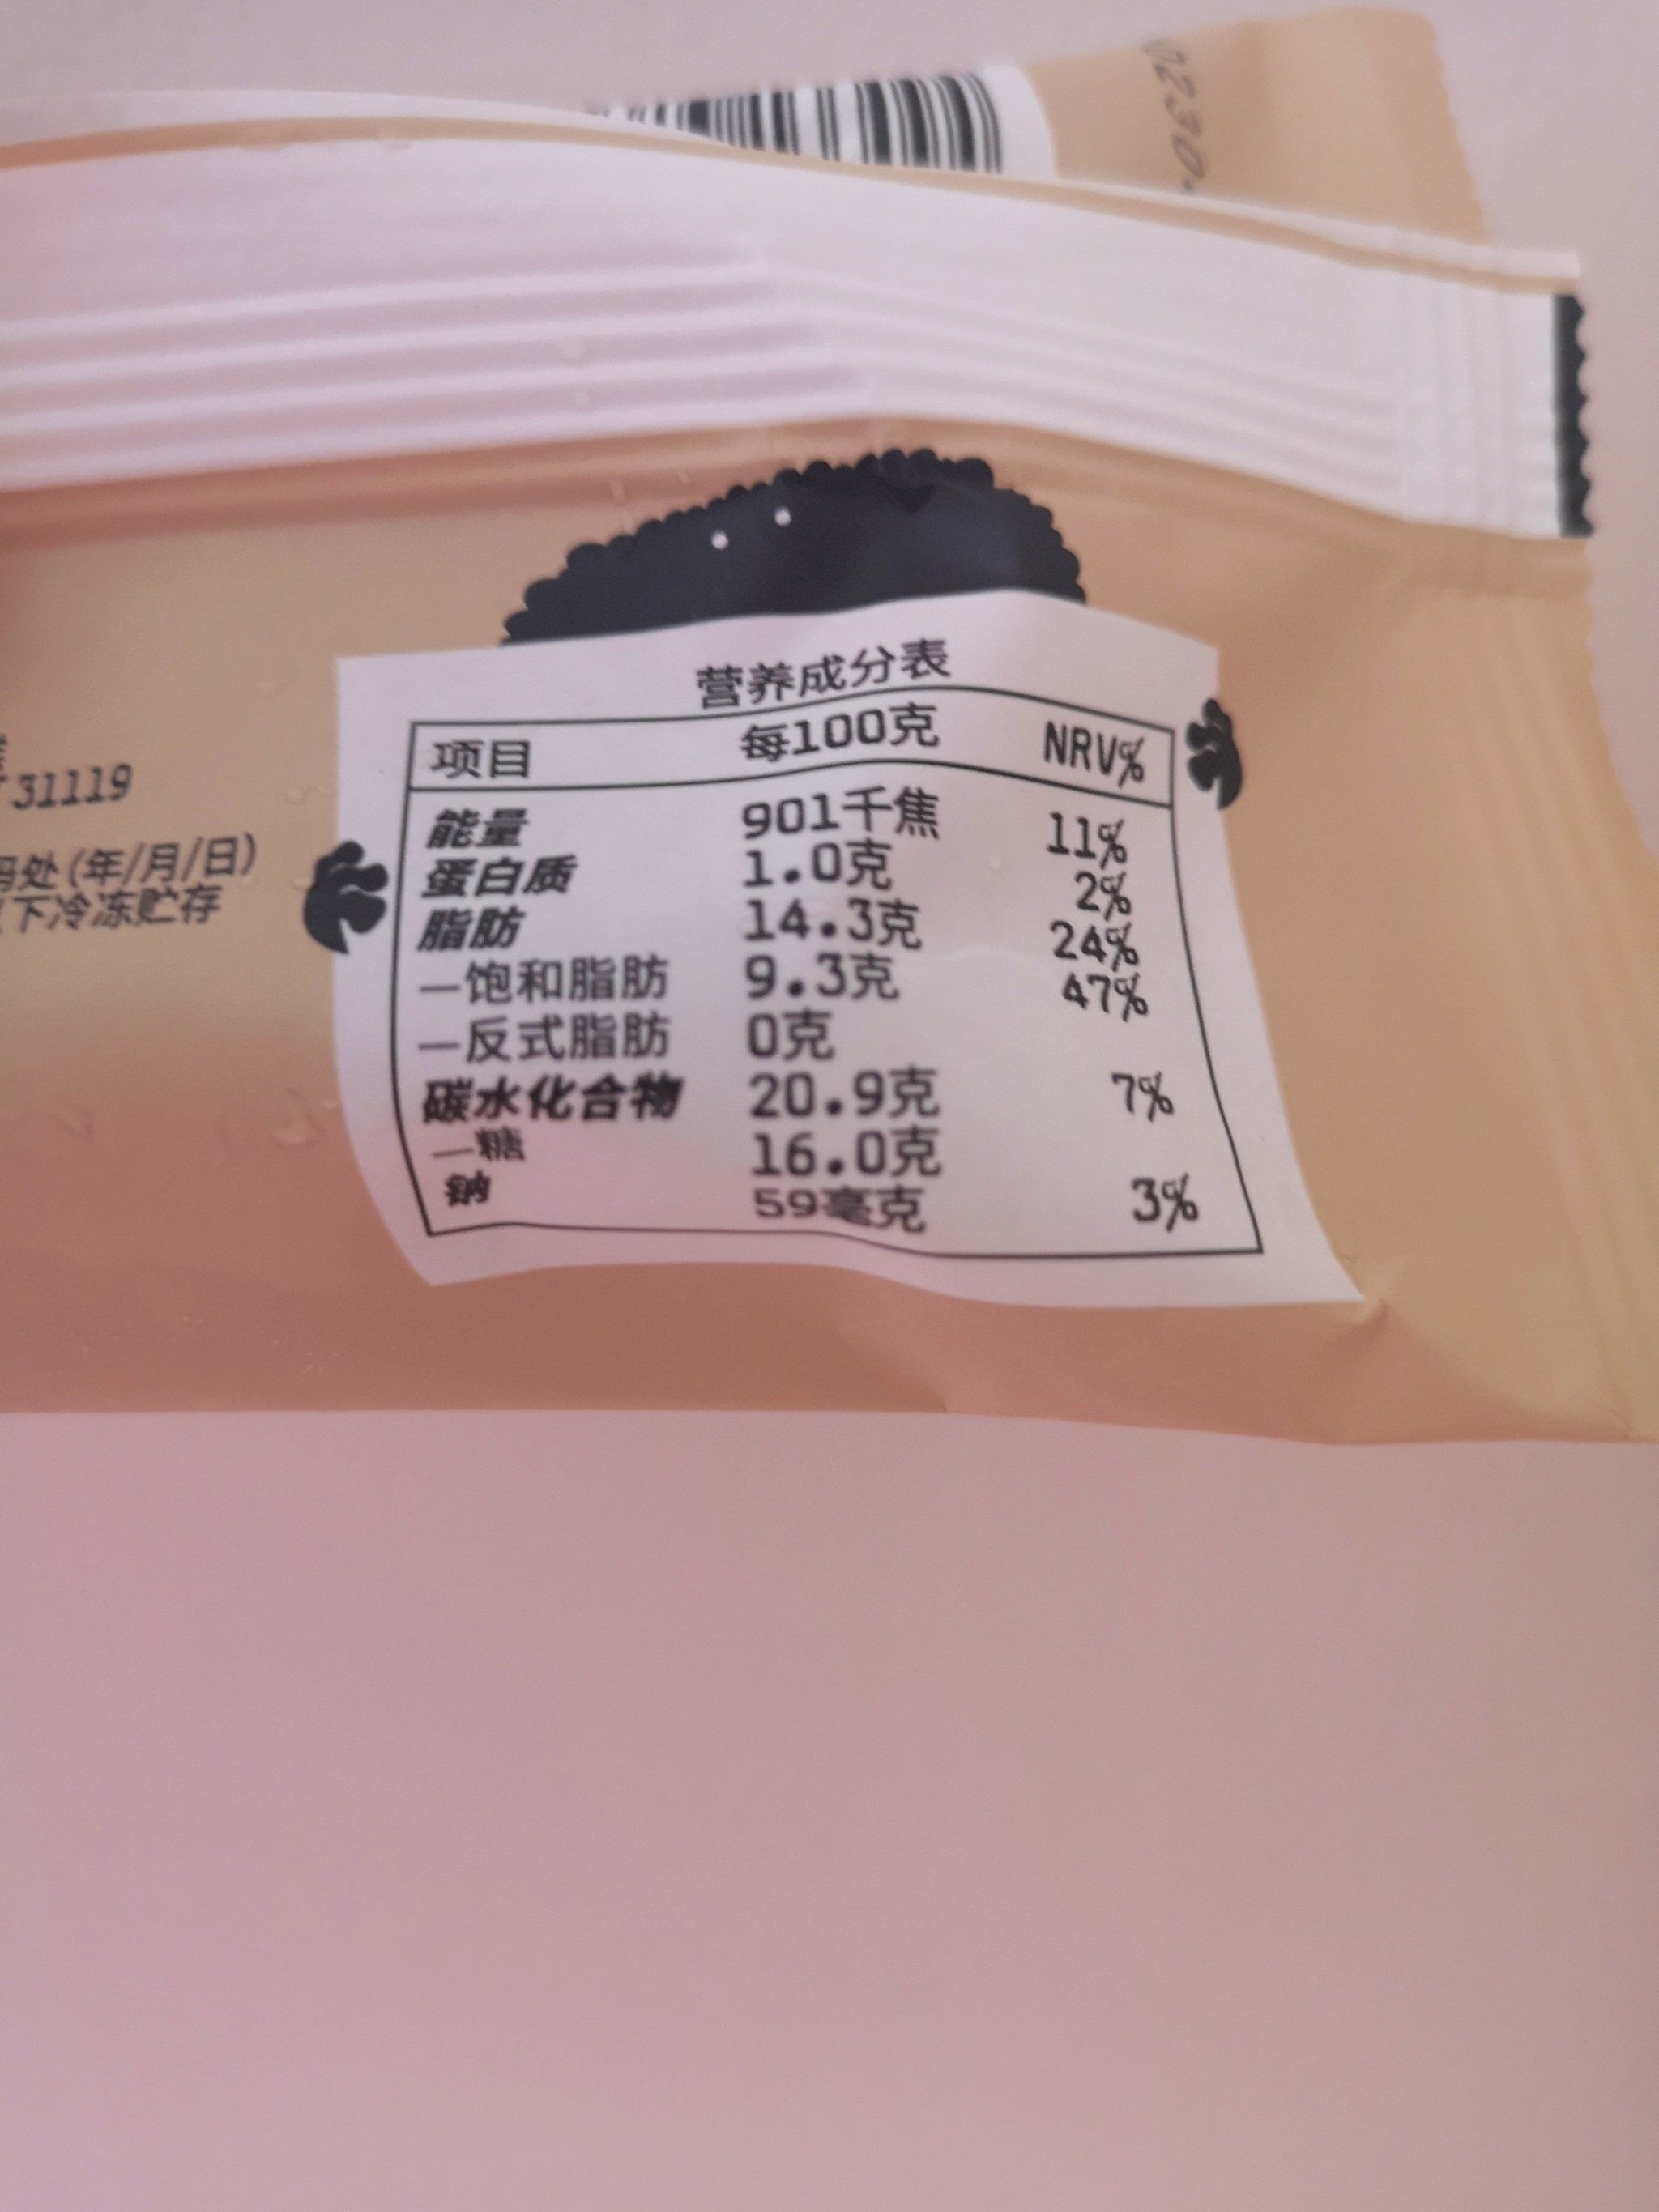 31119
码处(年/月/日)
下冷冻贮存
营养成分表
项目 每100克 NRV%
能量 901千焦 11%
蛋白质 1.0克 2%
脂肪 14.3克 24%
—饱和脂肪 9.3克 47%
—反式脂肪 0克
碳水化合物 20.9克 7%
—糖 16.0克
钠 59毫克 3%